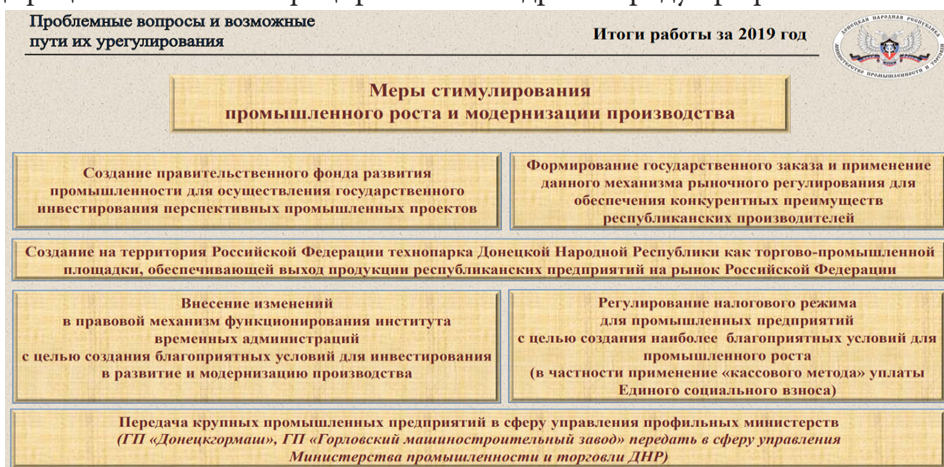 Проблемные вопросы и возможные
пути их урегулирования
Итоги работы за 2019 год
ДОНЕЦКАЯ НАРОДНАЯ РЕСПУБЛИКА
МИНИСТЕРСТВО ПРОМЫШЛЕННОСТИ И ТОРГОВЛИ
Меры стимулирования
промышленного роста и модернизации производства
Создание правительственного фонда развития
промышленности для осуществления государственного
инвестирования перспективных промышленных проектов
Формирование государственного заказа и применение
данного механизма рыночного регулирования для
обеспечения конкурентных преимуществ
республиканских производителей
Создание на территория Российской Федерации технопарка Донецкой Народной Республики как торгово-промышленной
площадки, обеспечивающей выход продукции республиканских предприятий на рынок Российской Федерации
Внесение изменений
в правовой механизм функционирования института
временных администраций
с целью создания благоприятных условий для инвестирования
в развитие и модернизацию производства
Регулирование налогового режима
для промышленных предприятий
с целью создания наиболее благоприятных условий для
промышленного роста
(в частности применение «кассового метода» уплаты
Единого социального взноса)
Передача крупных промышленных предприятий в сферу управления профильных министерств
(ГП «Донецкгормаш», ГП «Горловский машиностроительный завод» передать в сферу управления
Министерства промышленности и торговли ДНР)